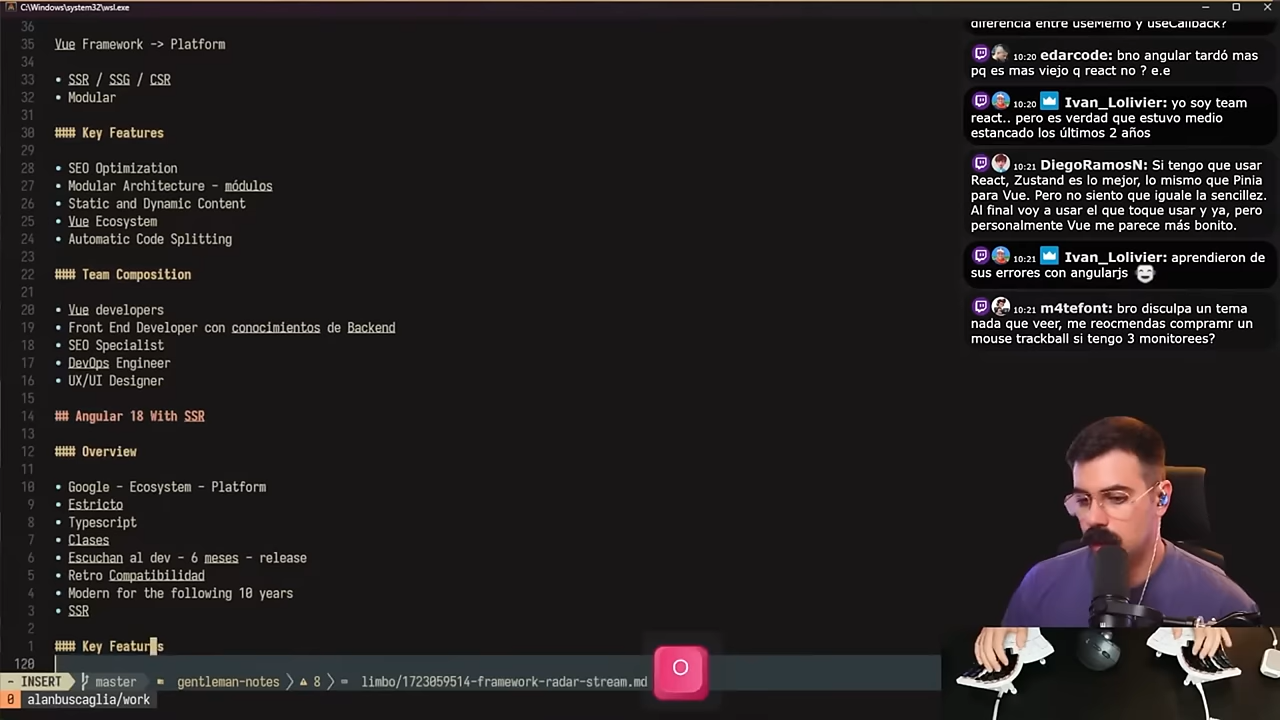 C:\Windows\system32\wsl.exe
36
35 Vue Framework -> Platform
34
33 • SSR / SSG / CSR
32 • Modular
31
30 ### Key Features
29
28 • SEO Optimization
27 • Modular Architecture - módulos
26 • Static and Dynamic Content
25 • Vue Ecosystem
24 • Automatic Code Splitting
23
22 ### Team Composition
21
20 • Vue developers
19 • Front End Developer con conocimientos de Backend
18 • SEO Specialist
17 • DevOps Engineer
16 • UX/UI Designer
15
14 ## Angular 18 With SSR
13
12 ### Overview
11
10 • Google - Ecosystem - Platform
9 • Estricto
8 • Typescript
7 • Clases
6 • Escuchan al dev - 6 meses - release
5 • Retro Compatibilidad
4 • Modern for the following 10 years
3 • SSR
2
1 ### Key Features
120
- INSERT master gentleman-notes 8 limbo/1723059514-framework-radar-stream.md
0 alanbuscaglia/work
O
diferencia entre useMemo y useCallback?
10:20 edarcode: bno angular tardó mas
pq es mas viejo q react no ? e.e
10:20 Ivan_Lolivier: yo soy team
react.. pero es verdad que estuvo medio
estancado los últimos 2 años
10:21 DiegoRamosN: Si tengo que usar
React, Zustand es lo mejor, lo mismo que Pinia
para Vue. Pero no siento que iguale la sencillez.
Al final voy a usar el que toque usar y ya, pero
personalmente Vue me parece más bonito.
10:21 Ivan_Lolivier: aprendieron de
sus errores con angularjs
10:21 m4tefont: bro disculpa un tema
nada que veer, me reocmendas compramr un
mouse trackball si tengo 3 monitorees?